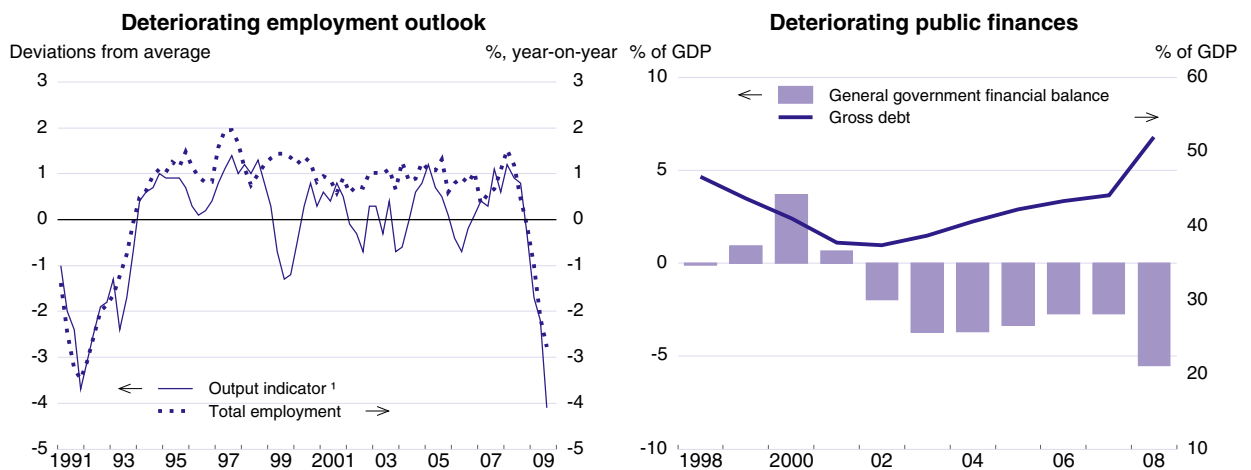 Deteriorating employment outlook
Deviations from average %, year-on-year
3 3
2 2
1 1
0 0
-1 -1
-2 -2
-3 -3
-4 -4
-5 -5
Output indicator ¹
Total employment
1991 93 95 97 99 2001 03 05 07 09
Deteriorating public finances
% of GDP % of GDP
10 60
General government financial balance
Gross debt
50
5
40
0
30
-5
20
-10 10
1998 2000 02 04 06 08